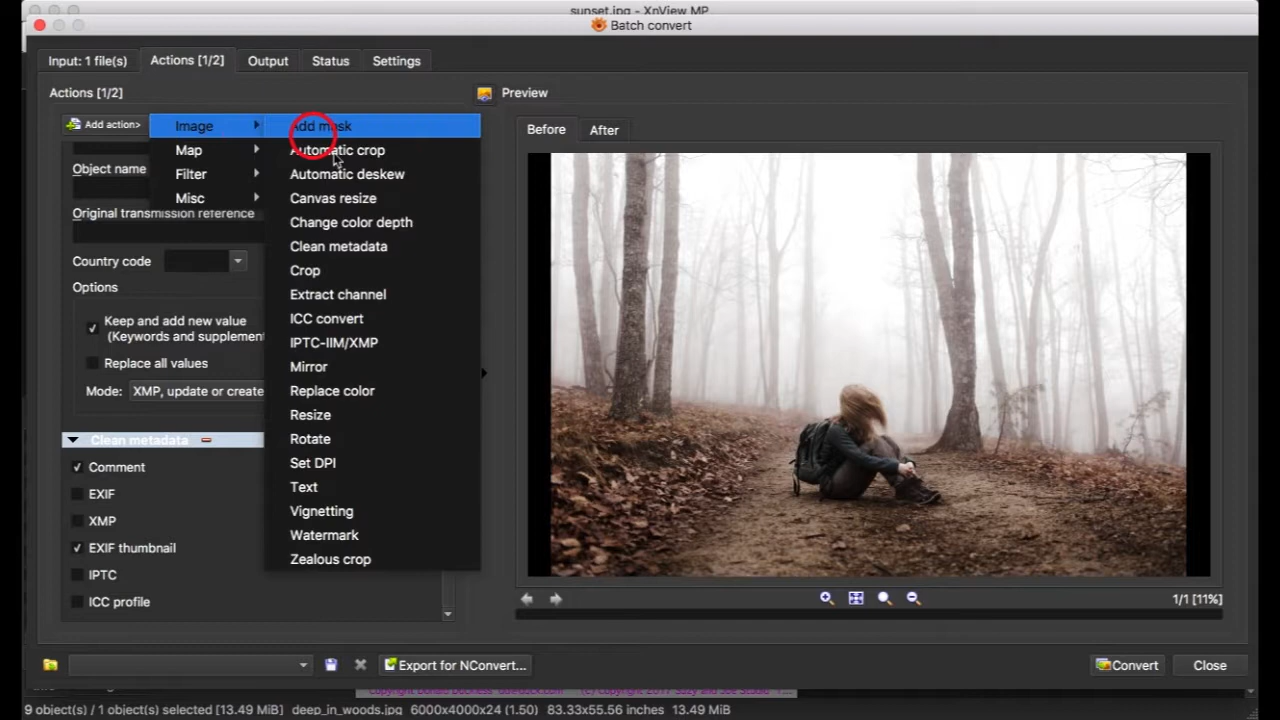 sunset.jpg - XnView MP
Batch convert
Input: 1 file(s)
Actions [1/2]
Output
Status
Settings
Actions [1/2]
Preview
Add action>
Image
Map
Filter
Misc
Add mask
Automatic crop
Automatic deskew
Canvas resize
Change color depth
Clean metadata
Crop
Extract channel
ICC convert
IPTC-IIM/XMP
Mirror
Replace color
Resize
Rotate
Set DPI
Text
Vignetting
Watermark
Zealous crop
Before
After
Object name
Original transmission reference
Country code
Options
Keep and add new value
(Keywords and supplement
Replace all values
Mode: XMP, update or create
Clean metadata
Comment
EXIF
XMP
EXIF thumbnail
IPTC
ICC profile
1/1 [11%]
Export for NConvert...
Convert
Close
9 object(s) / 1 object(s) selected [13.49 MiB] deep_in_woods.jpg 6000x4000x24 (1.50) 83.33x55.56 inches 13.49 MiB